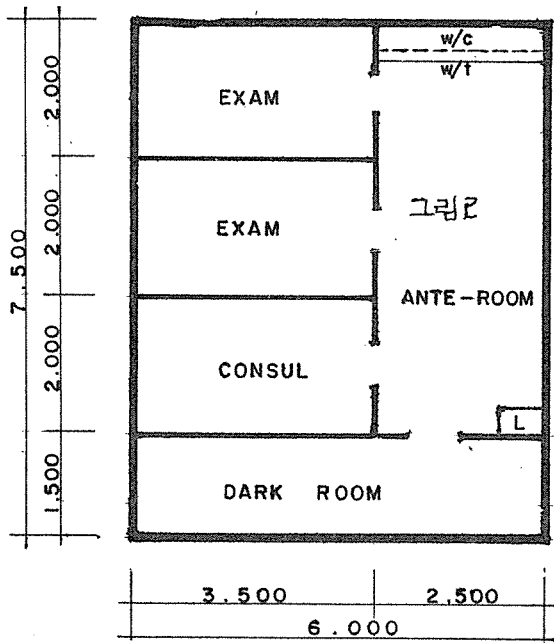 w/c
w/t
2.000
EXAM
그림 2
2.000
EXAM
7.500
ANTE-ROOM
2.000
CONSUL
L
1.500
DARK ROOM
3.500
2,500
6.000